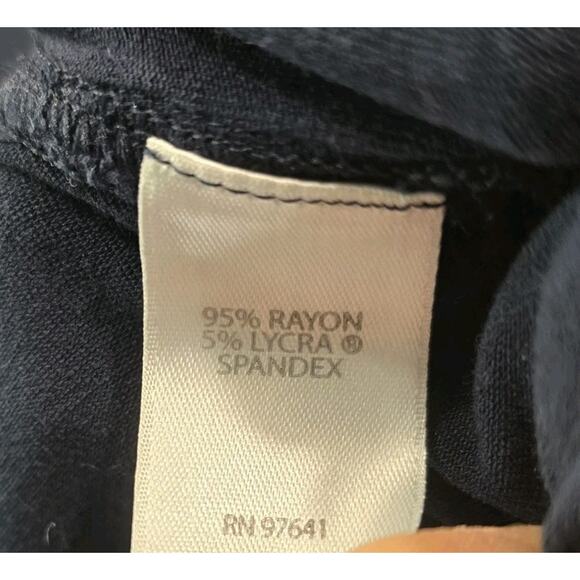 95% RAYON
5% LYCRA ®
SPANDEX
RN 97641